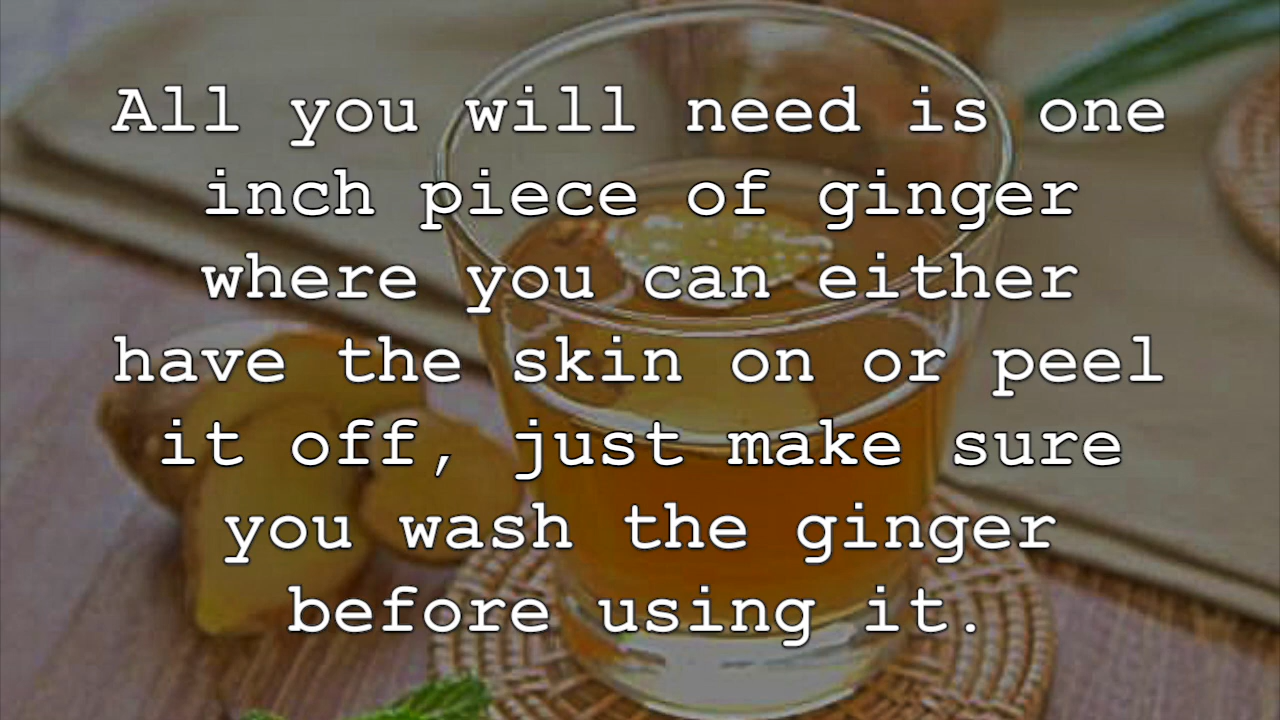 All you will need is one
inch piece of ginger
where you can either
have the skin on or peel
it off, just make sure
you wash the ginger
before using it.